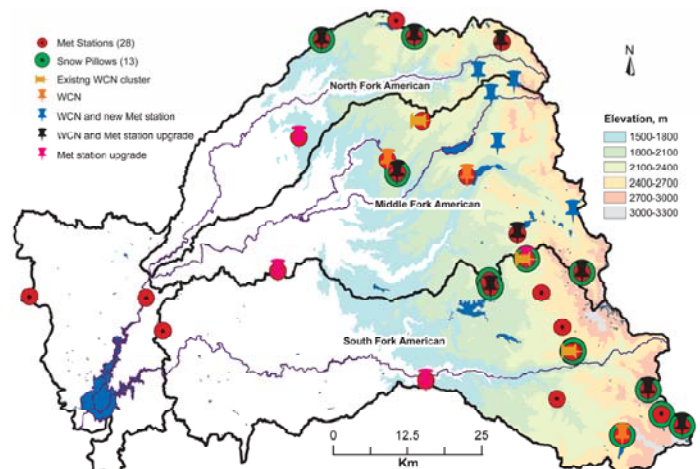 Met Stations (28)
Snow Pillows (13)
Existng WCN cluster
WCN
WCN and new Met station
WCN and Met station upgrade
Met station upgrade
North Fork American
Middle Fork American
South Fork American
N
Elevation, m
1500-1800
1800-2100
2100-2400
2400-2700
2700-3000
3000-3300
0 12.5 25
Km